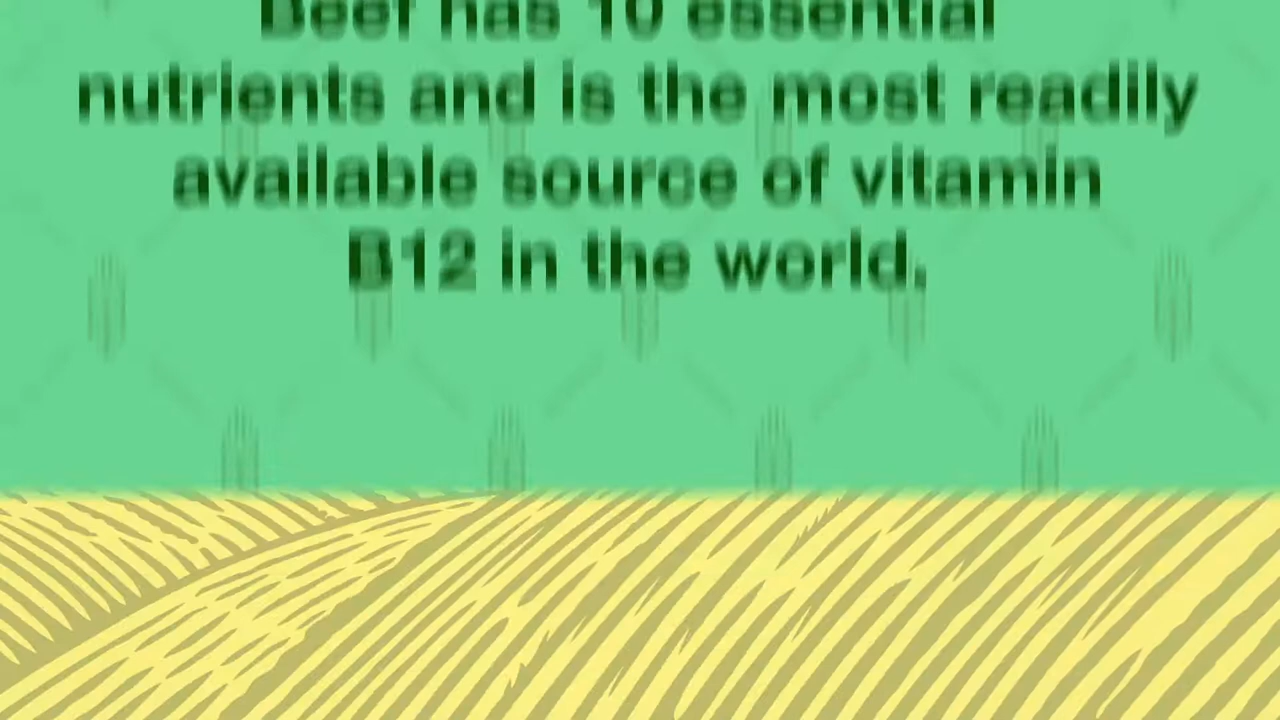 Beef has 10 essential
nutrients and is the most readily
available source of vitamin
B12 in the world.